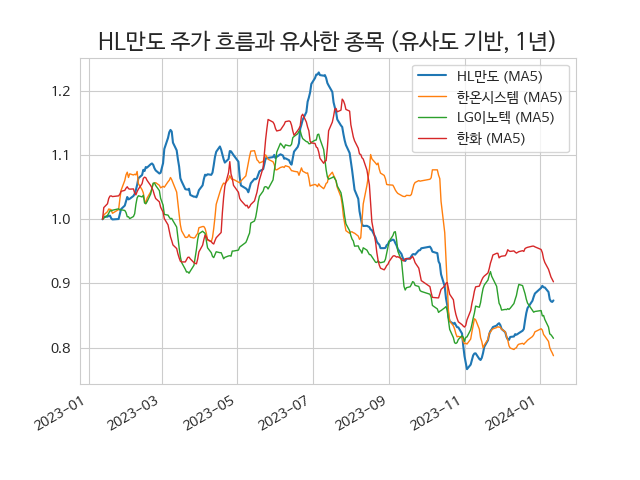 HL만도 주가 흐름과 유사한 종목 (유사도 기반, 1년)
HL만도 (MA5)
한온시스템 (MA5)
LG이노텍 (MA5)
한화 (MA5)
1.2
1.1
1.0
0.9
0.8
2023-01
2023-03
2023-05
2023-07
2023-09
2023-11
2024-01